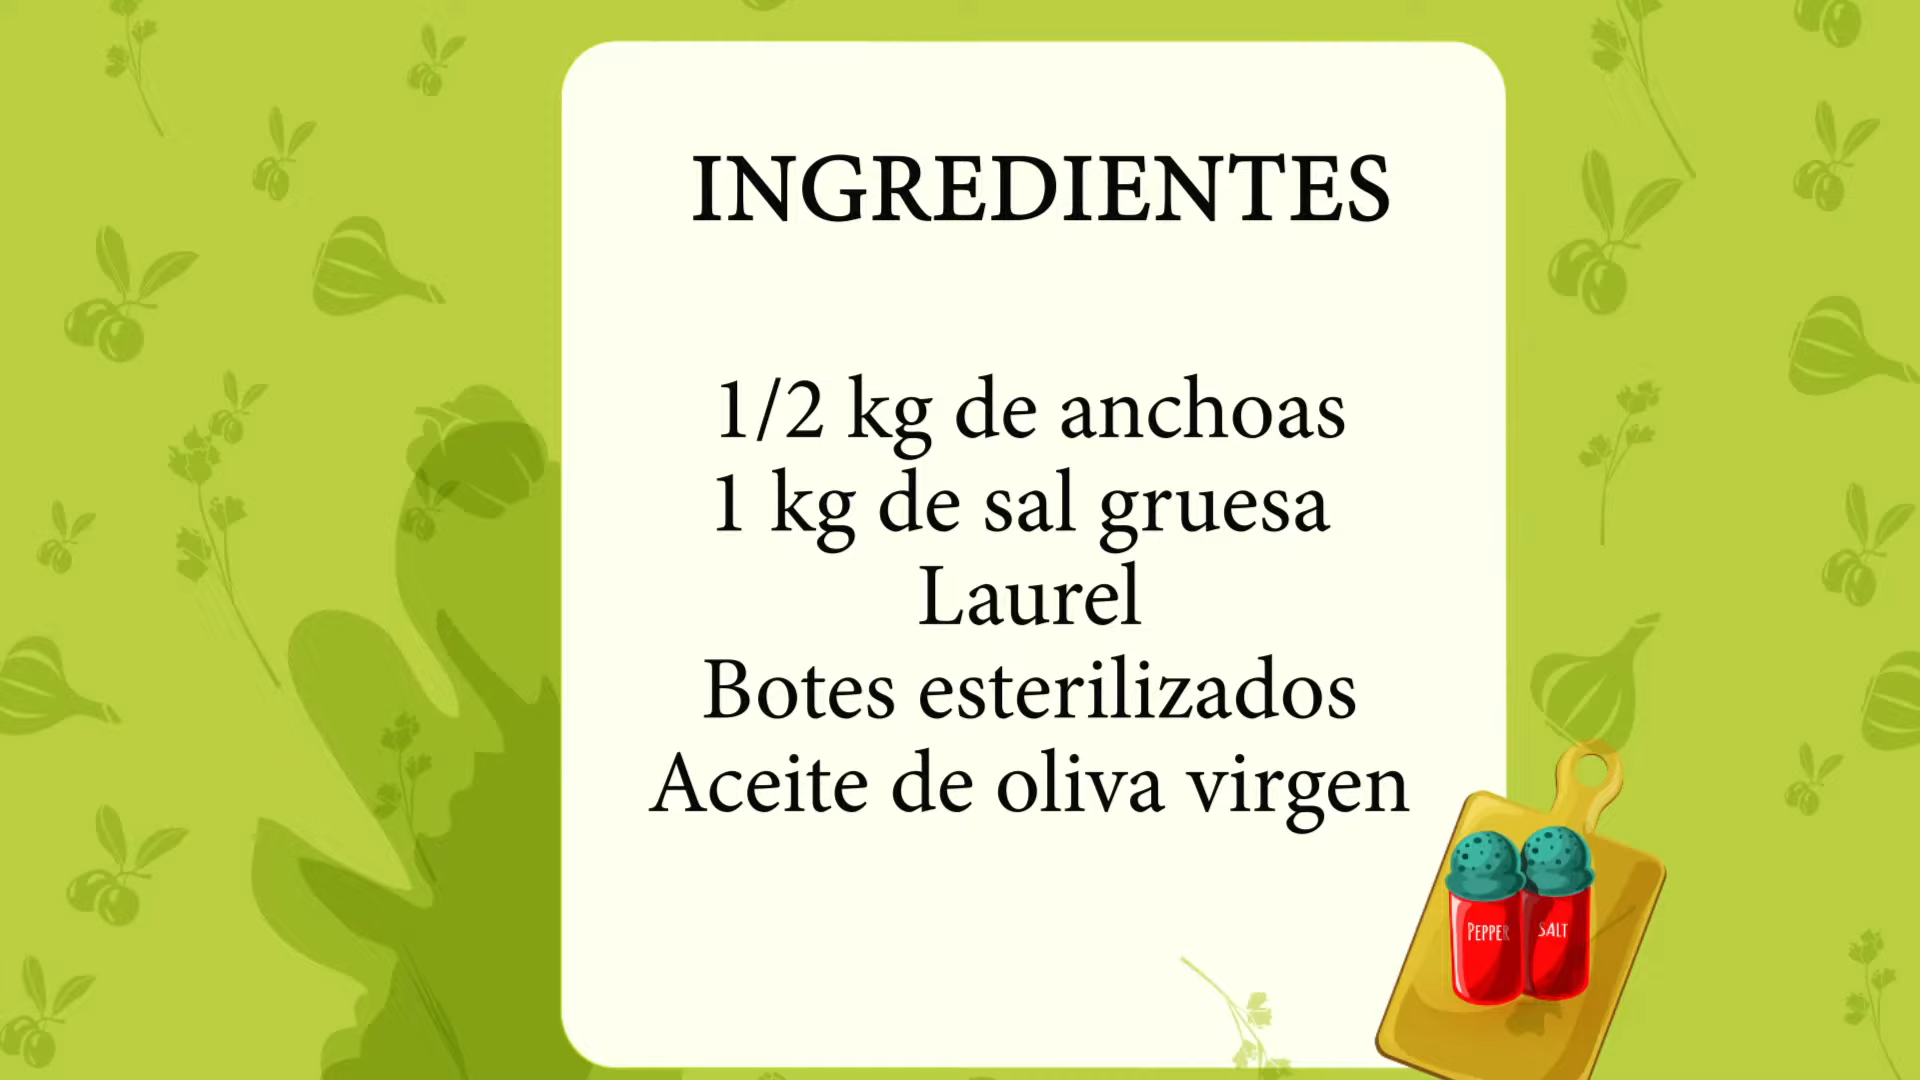 INGREDIENTES
1/2 kg de anchoas
1 kg de sal gruesa
Laurel
Botes esterilizados
Aceite de oliva virgen
PEPPER
SALT